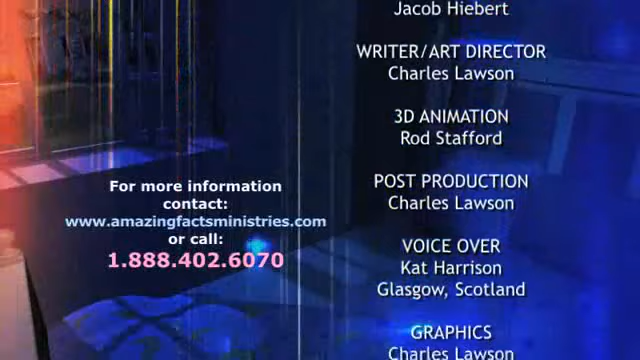 Jacob Hiebert
WRITER/ART DIRECTOR
Charles Lawson
3D ANIMATION
Rod Stafford
POST PRODUCTION
Charles Lawson
VOICE OVER
Kat Harrison
Glasgow, Scotland
GRAPHICS
Charles Lawson
For more information
contact:
www.amazingfactsministries.com
or call:
1.888.402.6070